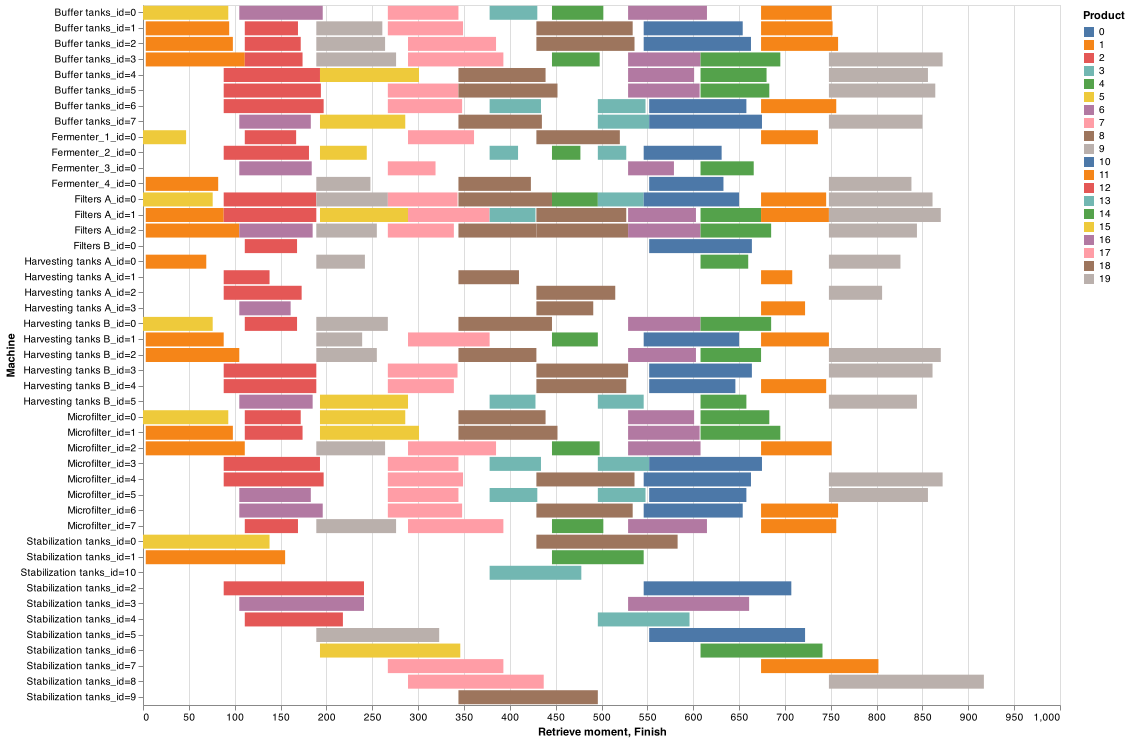 Product
Buffer tanks_id=0
Buffer tanks_id=1
Buffer tanks_id=2
Buffer tanks_id=3
Buffer tanks_id=4
Buffer tanks_id=5
Buffer tanks_id=6
Buffer tanks_id=7
Fermenter_1_id=0
Fermenter_2_id=0
Fermenter_3_id=0
Fermenter_4_id=0
Filters A_id=0
Filters A_id=1
Filters A_id=2
Filters B_id=0
Harvesting tanks A_id=0
Harvesting tanks A_id=1
Harvesting tanks A_id=2
Harvesting tanks A_id=3
Harvesting tanks B_id=0
Harvesting tanks B_id=1
Harvesting tanks B_id=2
Harvesting tanks B_id=3
Harvesting tanks B_id=4
Harvesting tanks B_id=5
Microfilter_id=0
Microfilter_id=1
Microfilter_id=2
Microfilter_id=3
Microfilter_id=4
Microfilter_id=5
Microfilter_id=6
Microfilter_id=7
Stabilization tanks_id=0
Stabilization tanks_id=1
Stabilization tanks_id=10
Stabilization tanks_id=2
Stabilization tanks_id=3
Stabilization tanks_id=4
Stabilization tanks_id=5
Stabilization tanks_id=6
Stabilization tanks_id=7
Stabilization tanks_id=8
Stabilization tanks_id=9
Machine
0 50 100 150 200 250 300 350 400 450 500 550 600 650 700 750 800 850 900 950 1,000
Retrieve moment, Finish
0
1
2
3
4
5
6
7
8
9
10
11
12
13
14
15
16
17
18
19